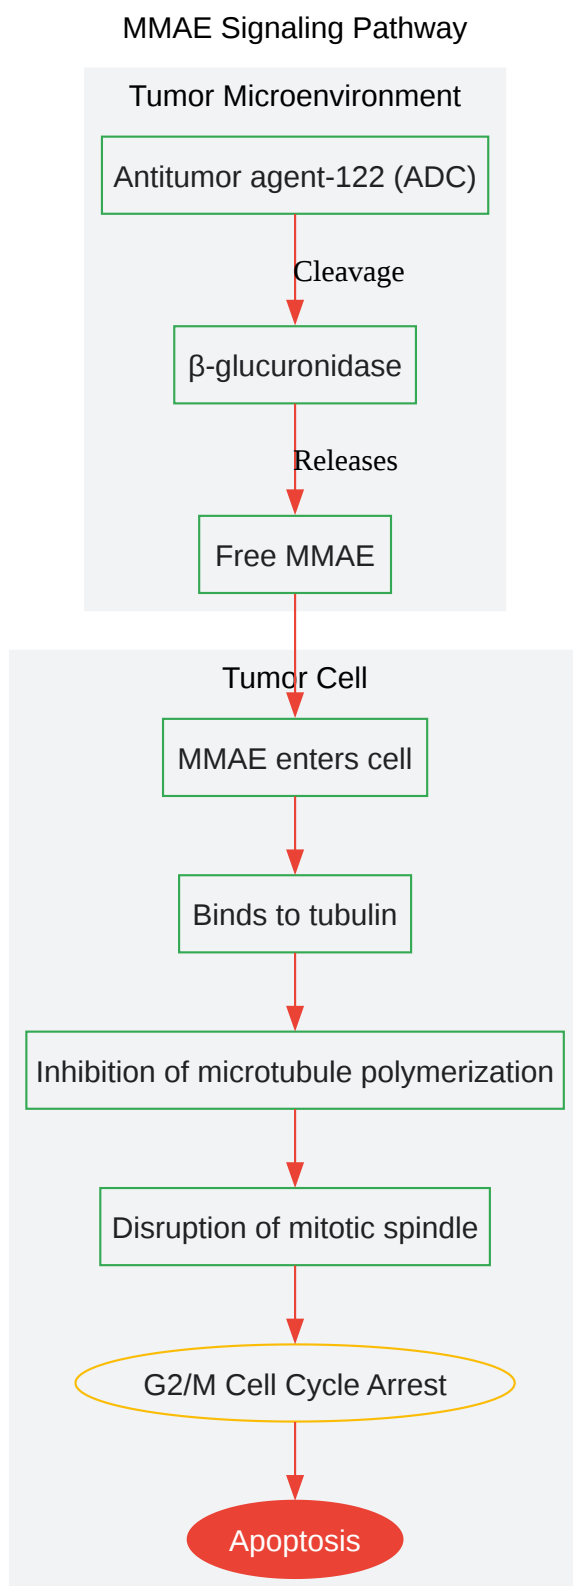 MMAE Signaling Pathway
Tumor Microenvironment
Antitumor agent-122 (ADC)
Cleavage
β-glucuronidase
Releases
Free MMAE
Tumor Cell
MMAE enters cell
Binds to tubulin
Inhibition of microtubule polymerization
Disruption of mitotic spindle
G2/M Cell Cycle Arrest
Apoptosis